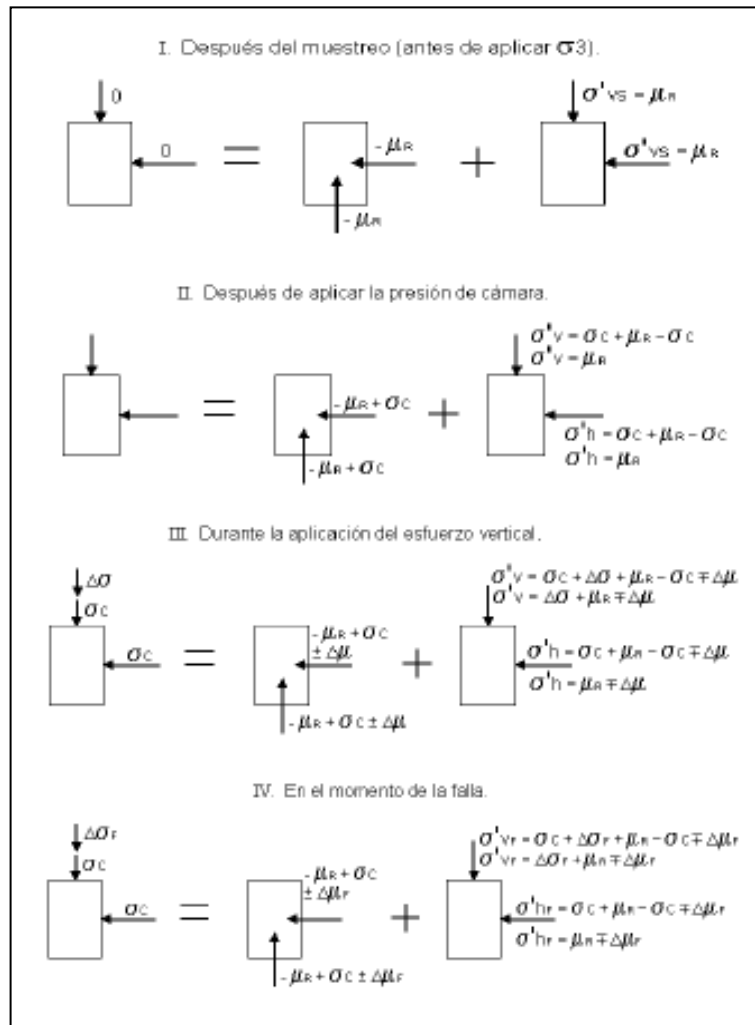 I. Después del muestreo (antes de aplicar σ3).
0
0
- μR
- μR
σ'vs = μR
σ'vs = μR
=
+
II. Después de aplicar la presión de cámara.
=
- μR + σC
- μR + σC
+
σ'v = σC + μR - σC
σ'v = μR
σ'h = σC + μR - σC
σ'h = μR
III. Durante la aplicación del esfuerzo vertical.
Δσ
σC
σC
=
- μR + σC
± Δμ
- μR + σC ± Δμ
+
σ'v = σC + Δσ + μR - σC ∓ Δμ
σ'v = Δσ + μR ∓ Δμ
σ'h = σC + μR - σC ∓ Δμ
σ'h = μR ∓ Δμ
IV. En el momento de la falla.
ΔσF
σC
σC
=
- μR + σC
± ΔμF
- μR + σC ± ΔμF
+
σ'vF = σC + ΔσF + μR - σC ∓ ΔμF
σ'vF = ΔσF + μR ∓ ΔμF
σ'hF = σC + μR - σC ∓ ΔμF
σ'hF = μR ∓ ΔμF